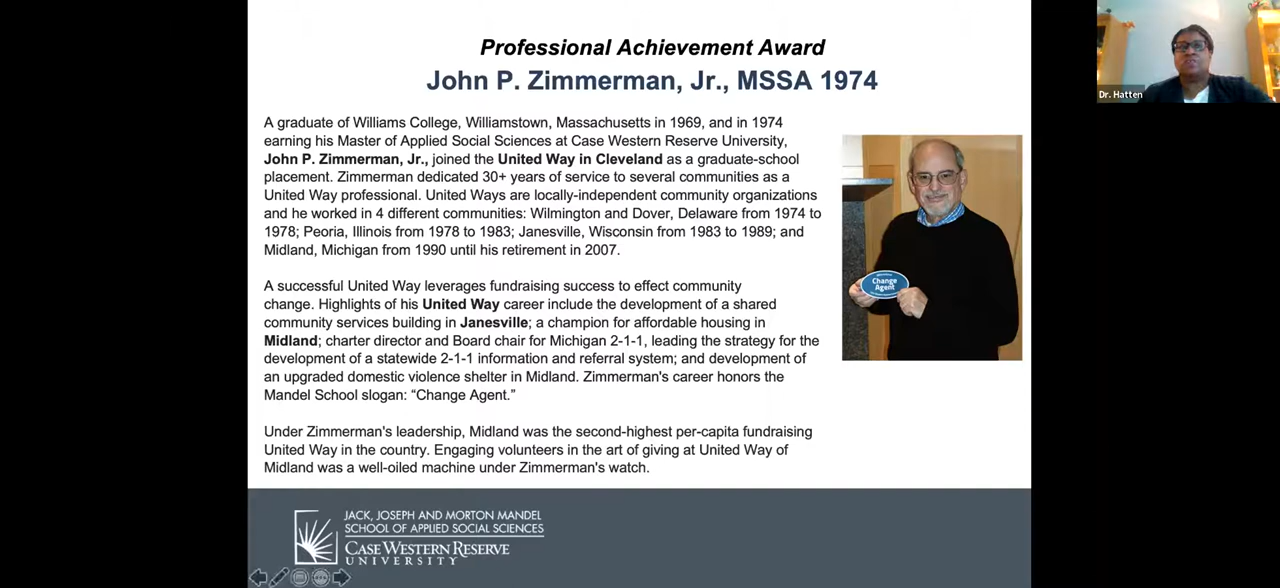 Professional Achievement Award
John P. Zimmerman, Jr., MSSA 1974
A graduate of Williams College, Williamstown, Massachusetts in 1969, and in 1974
earning his Master of Applied Social Sciences at Case Western Reserve University,
John P. Zimmerman, Jr., joined the United Way in Cleveland as a graduate-school
placement. Zimmerman dedicated 30+ years of service to several communities as a
United Way professional. United Ways are locally-independent community organizations
and he worked in 4 different communities: Wilmington and Dover, Delaware from 1974 to
1978; Peoria, Illinois from 1978 to 1983; Janesville, Wisconsin from 1983 to 1989; and
Midland, Michigan from 1990 until his retirement in 2007.
A successful United Way leverages fundraising success to effect community
change. Highlights of his United Way career include the development of a shared
community services building in Janesville; a champion for affordable housing in
Midland; charter director and Board chair for Michigan 2-1-1, leading the strategy for the
development of a statewide 2-1-1 information and referral system; and development of
an upgraded domestic violence shelter in Midland. Zimmerman's career honors the
Mandel School slogan: “Change Agent.”
Under Zimmerman's leadership, Midland was the second-highest per-capita fundraising
United Way in the country. Engaging volunteers in the art of giving at United Way of
Midland was a well-oiled machine under Zimmerman's watch.
Change
Agent
JACK, JOSEPH AND MORTON MANDEL
SCHOOL OF APPLIED SOCIAL SCIENCES
CASE WESTERN RESERVE
UNIVERSITY
Dr. Hatten